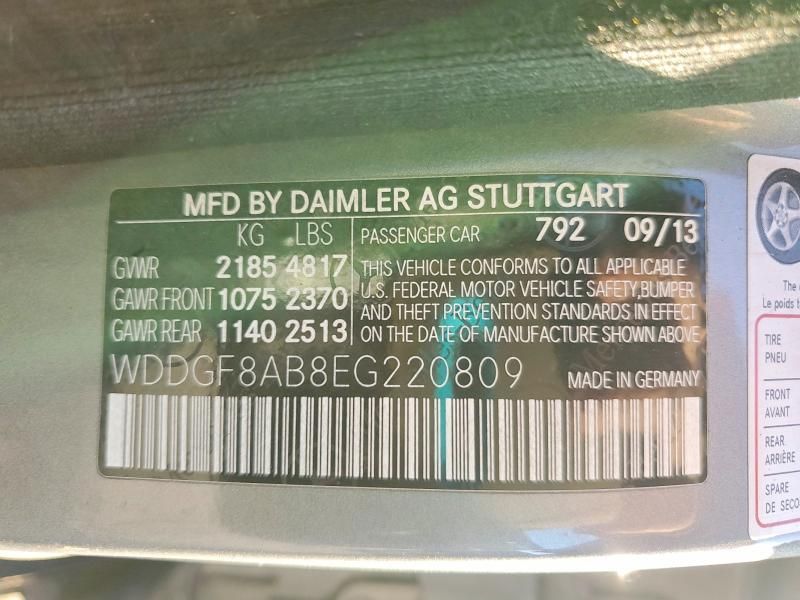 MFD BY DAIMLER AG STUTTGART
KG LBS
GVWR 2185 4817
GAWR FRONT 1075 2370
GAWR REAR 1140 2513
PASSENGER CAR 792 09/13
THIS VEHICLE CONFORMS TO ALL APPLICABLE
U.S. FEDERAL MOTOR VEHICLE SAFETY,BUMPER
AND THEFT PREVENTION STANDARDS IN EFFECT
ON THE DATE OF MANUFACTURE SHOWN ABOVE
WDDGF8AB8EG220809 MADE IN GERMANY
The
Le poids
TIRE
PNEU
FRONT
AVANT
REAR
ARRIÈRE
SPARE
DE